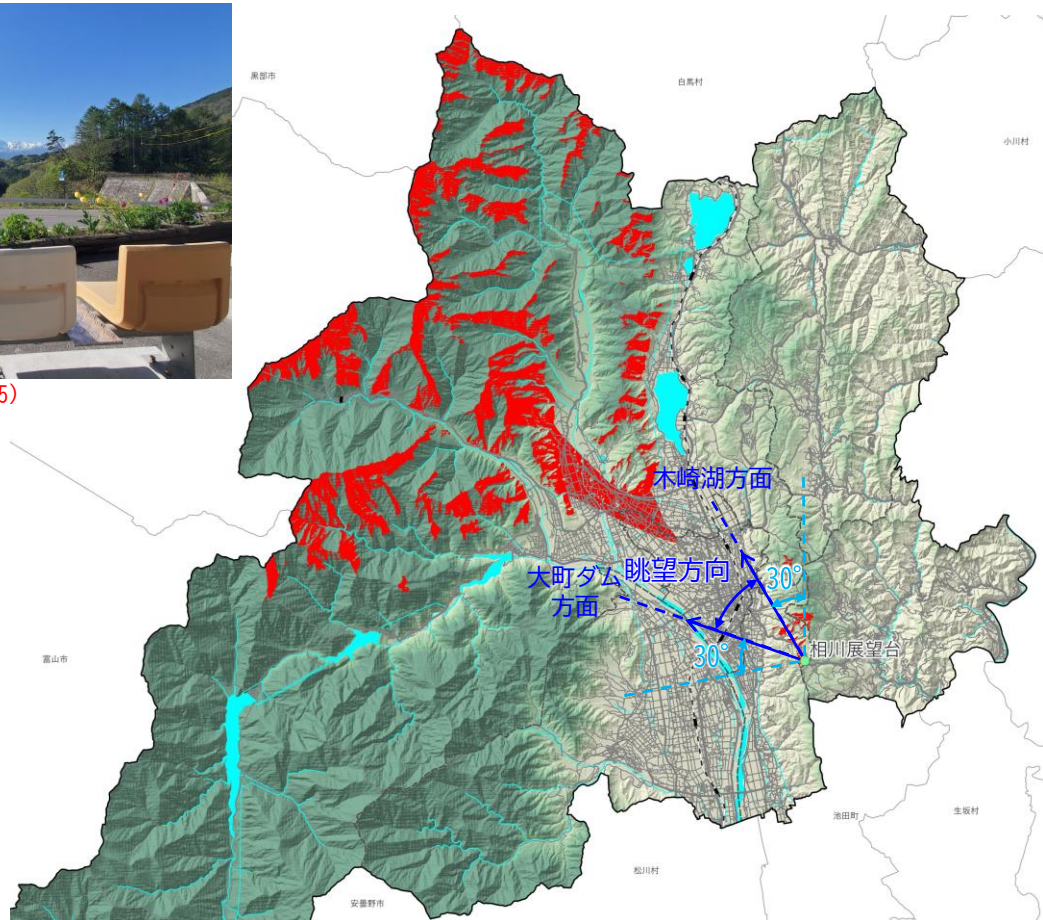 黒部市
白馬村
小川村
5)
木崎湖方面
大町ダム
方面
眺望方向
30°
30°
相川展望台
富山市
池田町
生坂村
松川村
安曇野市